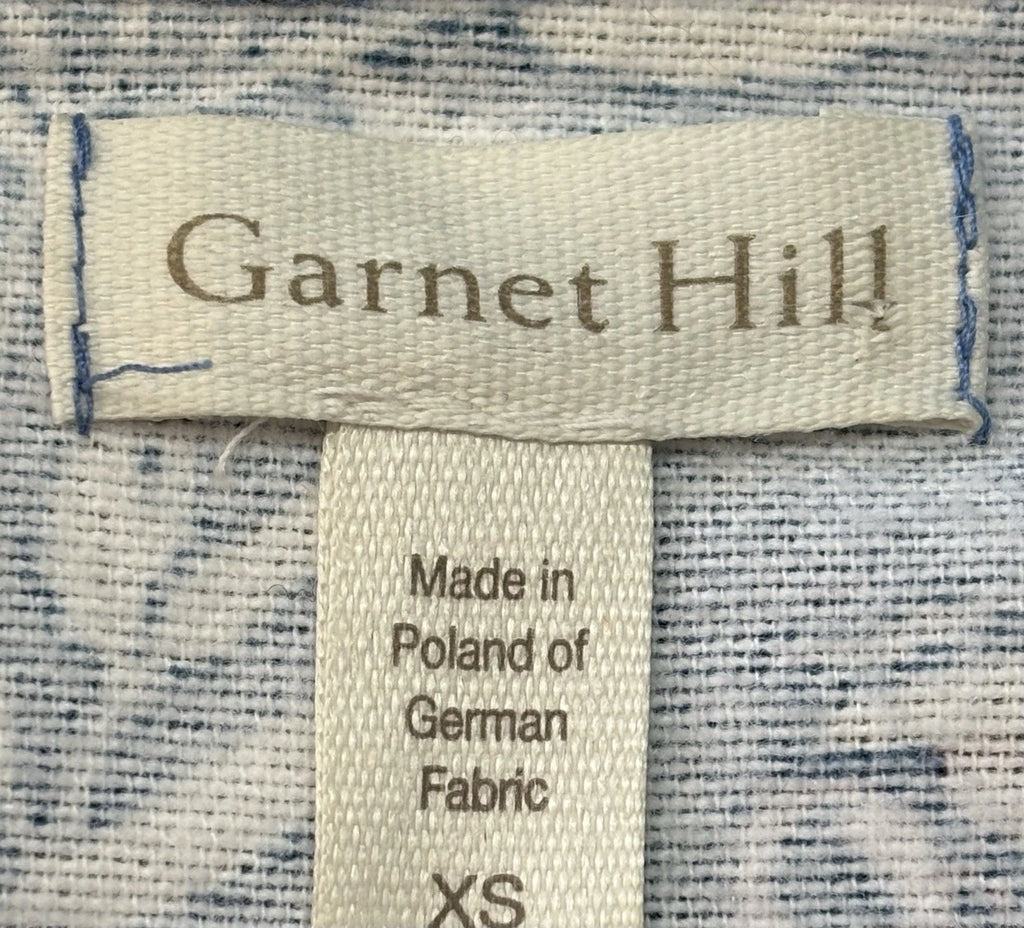 Garnet Hill
Made in
Poland of
German
Fabric
XS